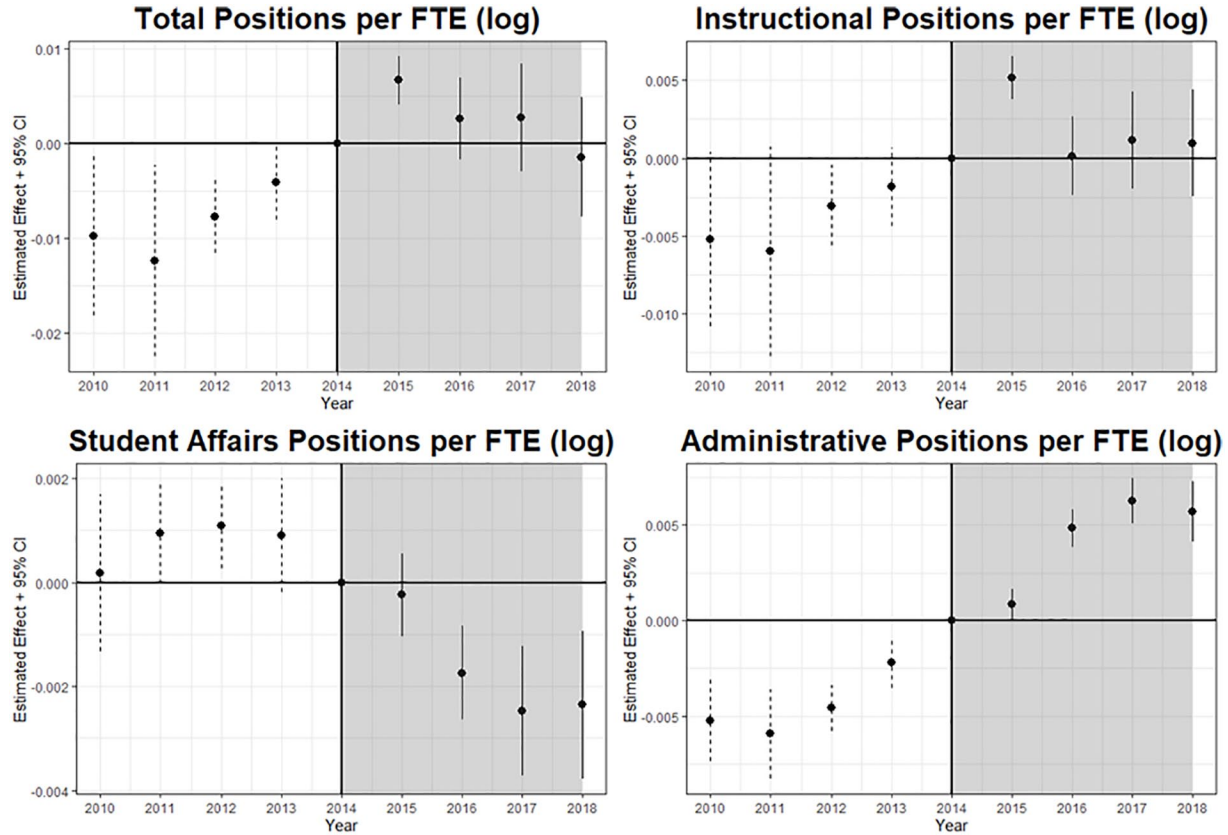 Total Positions per FTE (log)
Estimated Effect + 95% CI
0.01
0.00
-0.01
-0.02
2010 2011 2012 2013 2014 2015 2016 2017 2018
Year
Instructional Positions per FTE (log)
Estimated Effect + 95% CI
0.005
0.000
-0.005
-0.010
2010 2011 2012 2013 2014 2015 2016 2017 2018
Year
Student Affairs Positions per FTE (log)
Estimated Effect + 95% CI
0.002
0.000
-0.002
-0.004
2010 2011 2012 2013 2014 2015 2016 2017 2018
Year
Administrative Positions per FTE (log)
Estimated Effect + 95% CI
0.005
0.000
-0.005
2010 2011 2012 2013 2014 2015 2016 2017 2018
Year